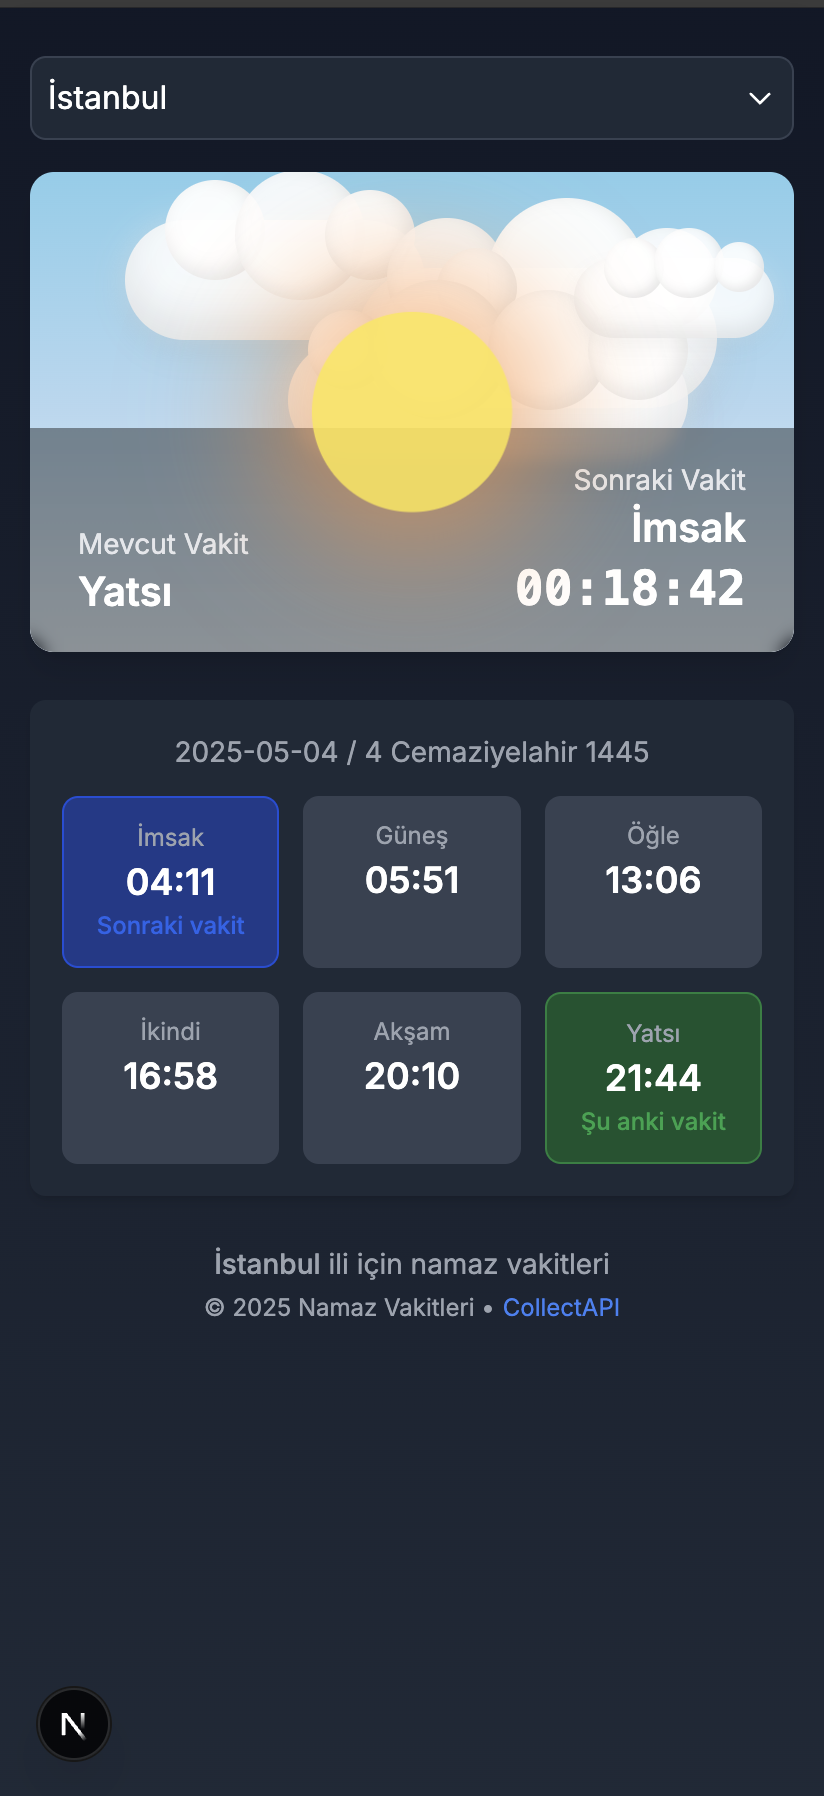 İstanbul
Mevcut Vakit
Yatsı
Sonraki Vakit
İmsak
00:18:42
2025-05-04 / 4 Cemaziyelahir 1445
İmsak
04:11
Sonraki vakit
Güneş
05:51
Öğle
13:06
İkindi
16:58
Akşam
20:10
Yatsı
21:44
Şu anki vakit
İstanbul ili için namaz vakitleri
© 2025 Namaz Vakitleri • CollectAPI
N